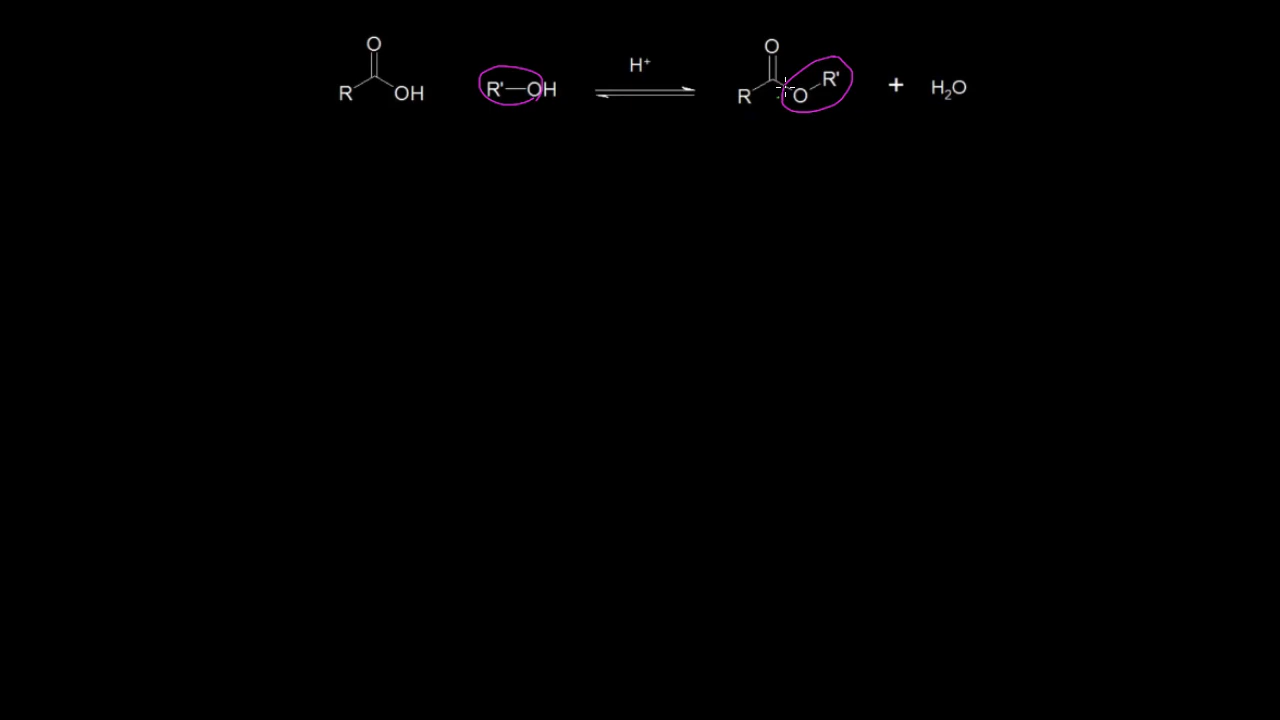 O O
R OH R'—OH H⁺ R O R' + H₂O